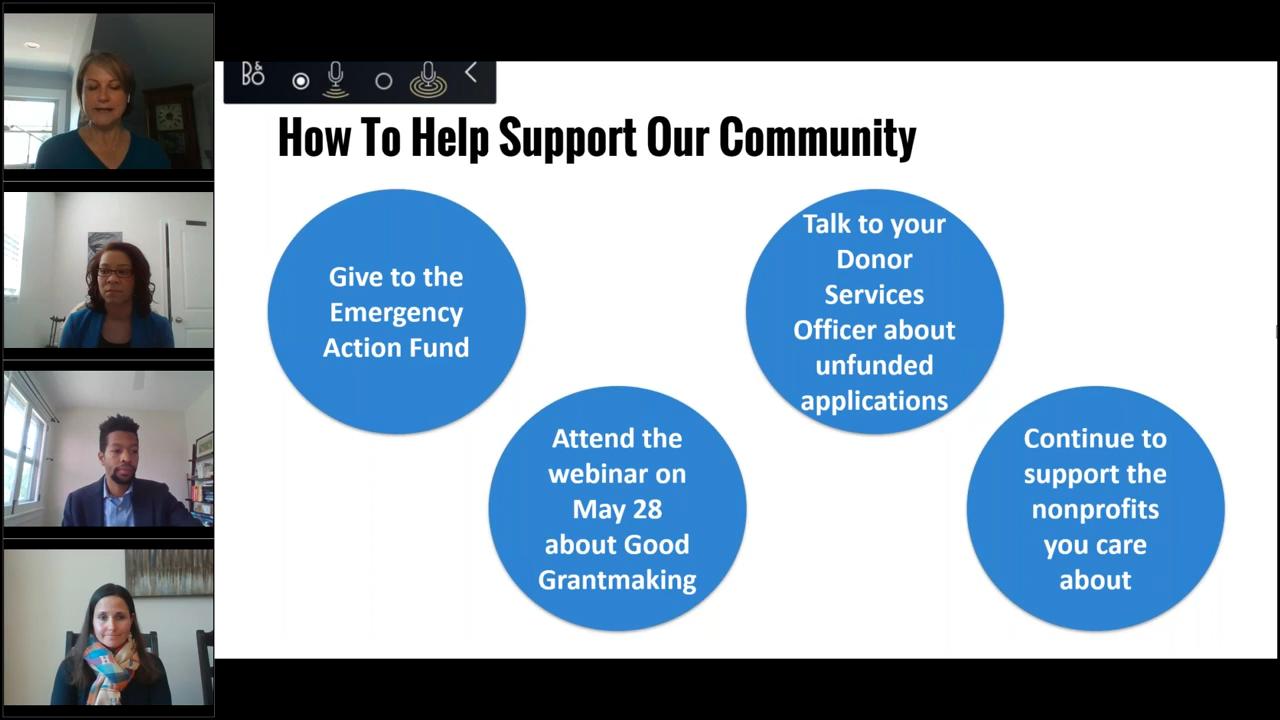 B&O
BO
How To Help Support Our Community
Give to the
Emergency
Action Fund
Talk to your
Donor
Services
Officer about
unfunded
applications
Attend the
webinar on
May 28
about Good
Grantmaking
Continue to
support the
nonprofits
you care
about